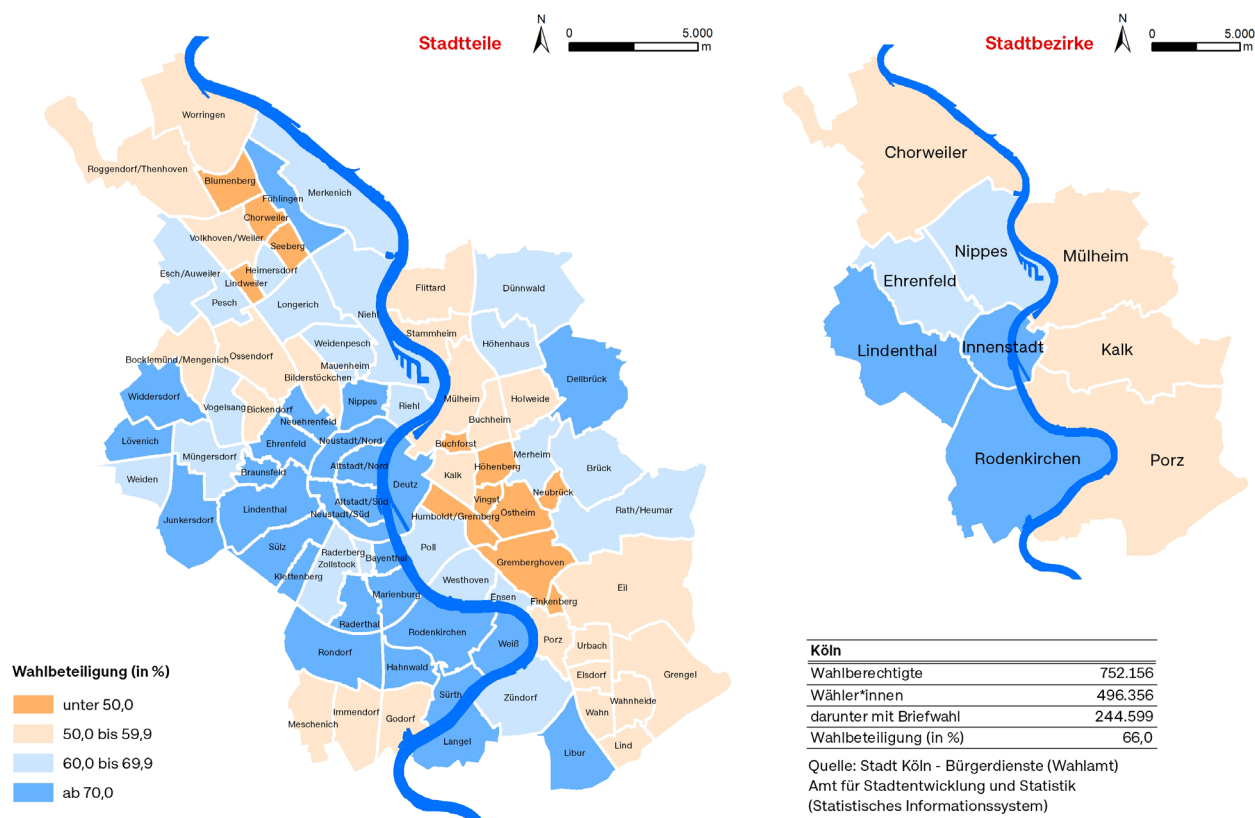 Stadtteile
N
0 5.000
m
Worringen
Roggendorf/Thenhoven
Blumenberg
Fühlingen
Merkenich
Chorweiler
Volkhoven/Weiler
Seeberg
Esch/Auweiler
Heimersdorf
Lindweiler
Pesch
Longerich
Niehl
Flittard
Dünnwald
Stammheim
Höhenhaus
Weidenpesch
Bocklemünd/Mengenich
Ossendorf
Mauenheim
Bilderstöckchen
Dellbrück
Widdersdorf
Vogelsang
Bickendorf
Nippes
Riehl
Mülheim
Holweide
Buchheim
Neuehrenfeld
Lövenich
Ehrenfeld
Neustadt/Nord
Buchforst
Müngersdorf
Merheim
Weiden
Braunsfeld
Altstadt/Nord
Kalk
Höhenberg
Brück
Deutz
Neubrück
Junkersdorf
Lindenthal
Altstadt/Süd
Neustadt/Süd
Vingst
Ostheim
Rath/Heumar
Humboldt/Gremberg
Sülz
Raderberg
Zollstock
Bayenthal
Poll
Gremberghoven
Klettenberg
Westhoven
Marienburg
Ensen
Finkenberg
Eil
Raderthal
Rodenkirchen
Weiß
Porz
Urbach
Rondorf
Hahnwald
Elsdorf
Grengel
Sürth
Zündorf
Wahnheide
Meschenich
Immendorf
Godorf
Wahn
Langel
Libur
Lind
Wahlbeteiligung (in %)
unter 50,0
50,0 bis 59,9
60,0 bis 69,9
ab 70,0
Stadtbezirke
N
0 5.000
m
Chorweiler
Nippes
Mülheim
Ehrenfeld
Lindenthal
Innenstadt
Kalk
Rodenkirchen
Porz
Köln
Wahlberechtigte 752.156
Wähler*innen 496.356
darunter mit Briefwahl 244.599
Wahlbeteiligung (in %) 66,0
Quelle: Stadt Köln - Bürgerdienste (Wahlamt)
Amt für Stadtentwicklung und Statistik
(Statistisches Informationssystem)